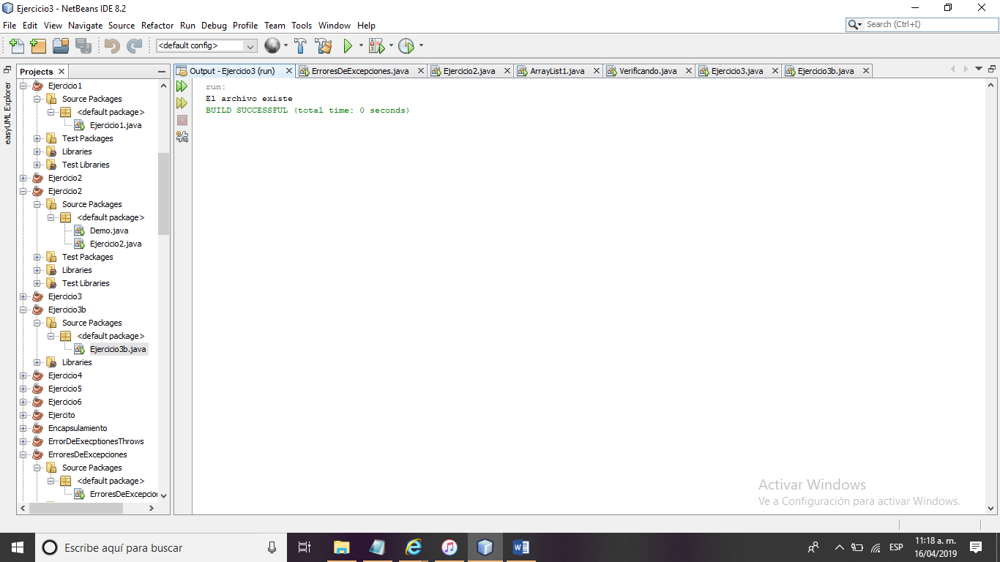 Ejercicio3 - NetBeans IDE 8.2
File Edit View Navigate Source Refactor Run Debug Profile Team Tools Window Help
Search (Ctrl+I)
<default config>
easyUML Explorer
Projects
Ejercicio1
Source Packages
<default package>
Ejercicio1.java
Test Packages
Libraries
Test Libraries
Ejercicio2
Ejercicio2
Source Packages
<default package>
Demo.java
Ejercicio2.java
Test Packages
Libraries
Test Libraries
Ejercicio3
Ejercicio3b
Source Packages
<default package>
Ejercicio3b.java
Libraries
Ejercicio4
Ejercicio5
Ejercicio6
Ejercito
Encapsulamiento
ErrorDeExecptionesThrows
ErroresDeExcepciones
Source Packages
<default package>
ErroresDeExcepcion
Output - Ejercicio3 (run) ErroresDeExcepciones.java Ejercicio2.java ArrayList1.java Verificando.java Ejercicio3.java Ejercicio3b.java
run:
El archivo existe
BUILD SUCCESSFUL (total time: 0 seconds)
Activar Windows
Ve a Configuración para activar Windows.
Escribe aquí para buscar
ESP
11:18 a. m.
16/04/2019